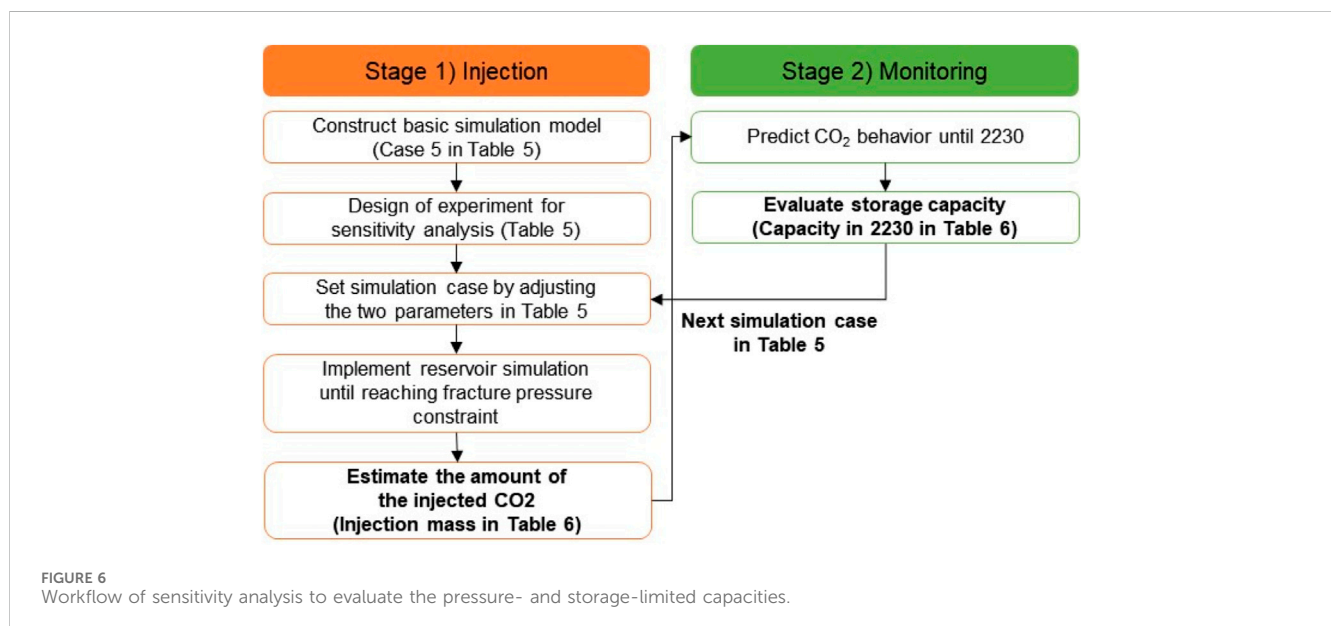 Stage 1) Injection
Construct basic simulation model
(Case 5 in Table 5)
Design of experiment for
sensitivity analysis (Table 5)
Set simulation case by adjusting
the two parameters in Table 5
Implement reservoir simulation
until reaching fracture pressure
constraint
Estimate the amount of
the injected CO2
(Injection mass in Table 6)
Stage 2) Monitoring
Predict CO₂ behavior until 2230
Evaluate storage capacity
(Capacity in 2230 in Table 6)
Next simulation case
in Table 5
FIGURE 6
Workflow of sensitivity analysis to evaluate the pressure- and storage-limited capacities.